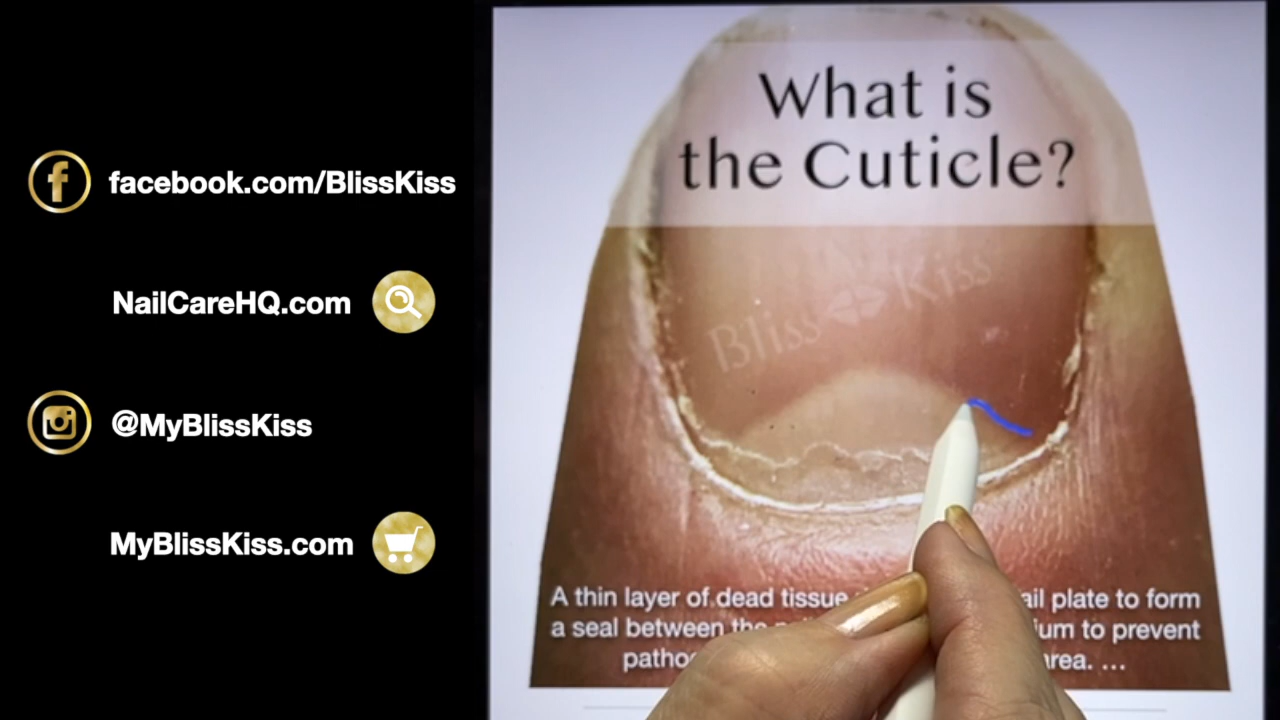 facebook.com/BlissKiss
NailCareHQ.com
@MyBlissKiss
MyBlissKiss.com
What is
the Cuticle?
Bliss Kiss
A thin layer of dead tissue ail plate to form
a seal between the ium to prevent
patho area. ...